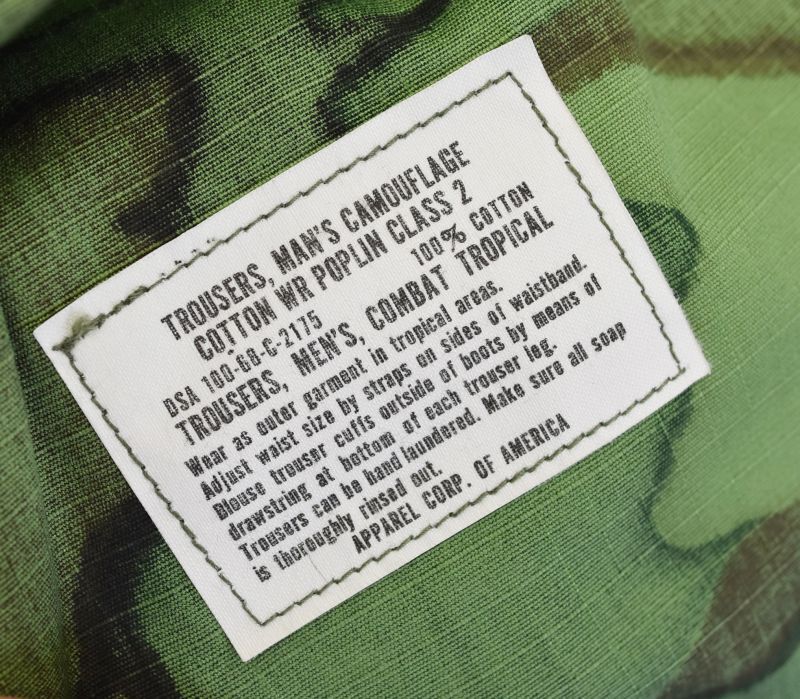 TROUSERS, MAN'S CAMOUFLAGE
COTTON WR POPLIN CLASS 2
100% COTTON
DSA 100-68-C-2175
TROUSERS, MEN'S, COMBAT TROPICAL
Wear as outer garment in tropical areas.
Adjust waist size by straps on sides of waistband.
Blouse trouser cuffs outside of boots by means of
drawstring at bottom of each trouser leg.
Trousers can be hand laundered. Make sure all soap
is thoroughly rinsed out.
APPAREL CORP. OF AMERICA